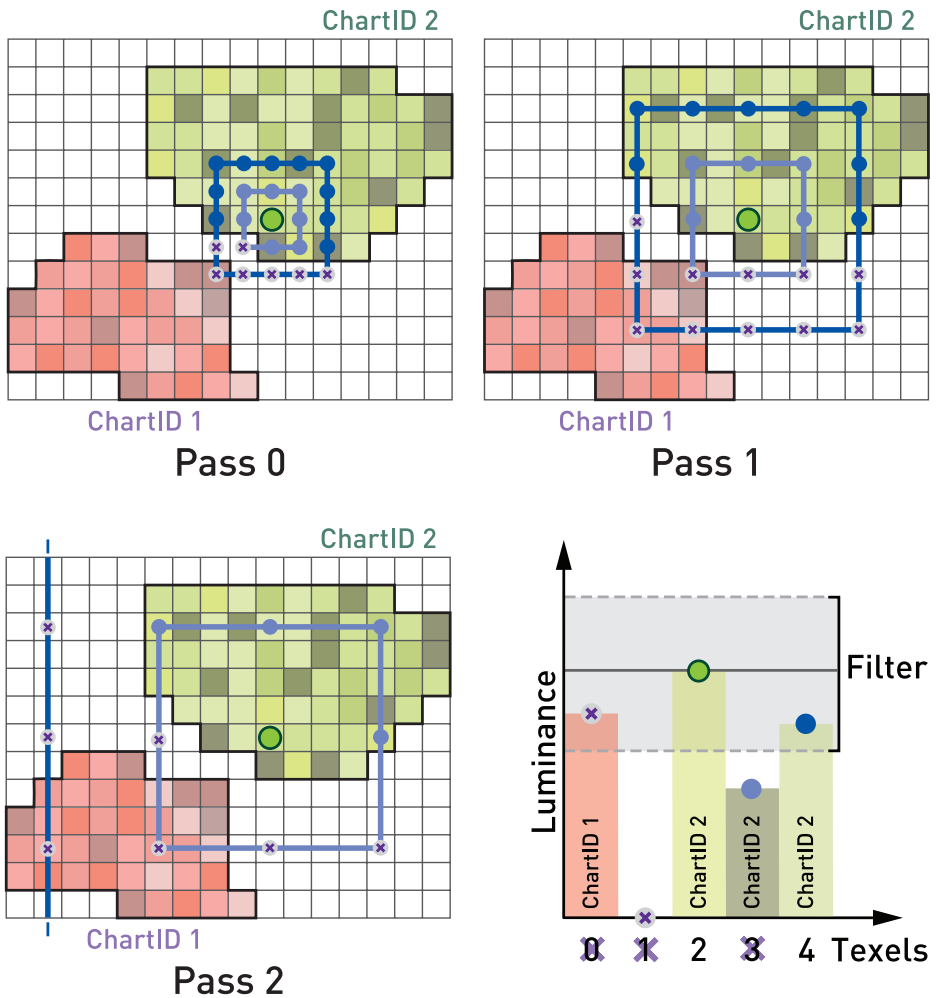 ChartID 2
ChartID 2
ChartID 1
ChartID 1
Pass 0
Pass 1
ChartID 2
ChartID 1
Pass 2
Luminance
Filter
ChartID 1
ChartID 2
ChartID 2
ChartID 2
0 1 2 3 4 Texels